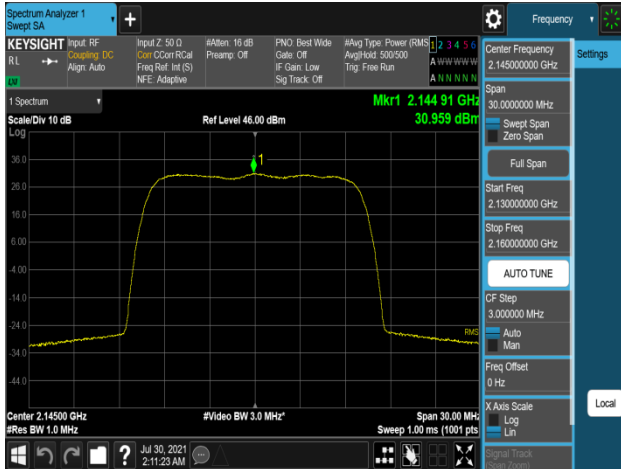 Spectrum Analyzer 1
Swept SA
+
Frequency
KEYSIGHT
RL
Input: RF
Coupling: DC
Align: Auto
Input Z: 50 Ω
Corr CCorr RCal
Freq Ref: Int (S)
NFE: Adaptive
#Atten: 16 dB
Preamp: Off
PNO: Best Wide
Gate: Off
IF Gain: Low
Sig Track: Off
#Avg Type: Power (RMS
Avg|Hold: 500/500
Trig: Free Run
1 2 3 4 5 6
A W W W W W
A N N N N N
LV
1 Spectrum
Scale/Div 10 dB
Log
Ref Level 46.00 dBm
Mkr1 2.144 91 GHz
30.959 dBm
1
36.0
26.0
16.0
6.00
-4.00
-14.0
-24.0
-34.0
-44.0
RMS
Center 2.14500 GHz
#Res BW 1.0 MHz
#Video BW 3.0 MHz*
Span 30.00 MHz
Sweep 1.00 ms (1001 pts
?
Jul 30, 2021
2:11:23 AM
Center Frequency
2.145000000 GHz
Settings
Span
30.0000000 MHz
Swept Span
Zero Span
Full Span
Start Freq
2.130000000 GHz
Stop Freq
2.160000000 GHz
AUTO TUNE
CF Step
3.000000 MHz
Auto
Man
Freq Offset
0 Hz
X Axis Scale
Log
Lin
Local
Signal Track
(Span Zoom)